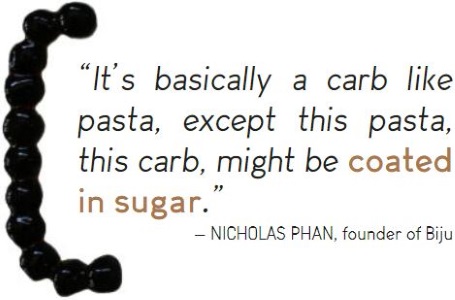 “It’s basically a carb like
pasta, except this pasta,
this carb, might be coated
in sugar.”
– NICHOLAS PHAN, founder of Biju